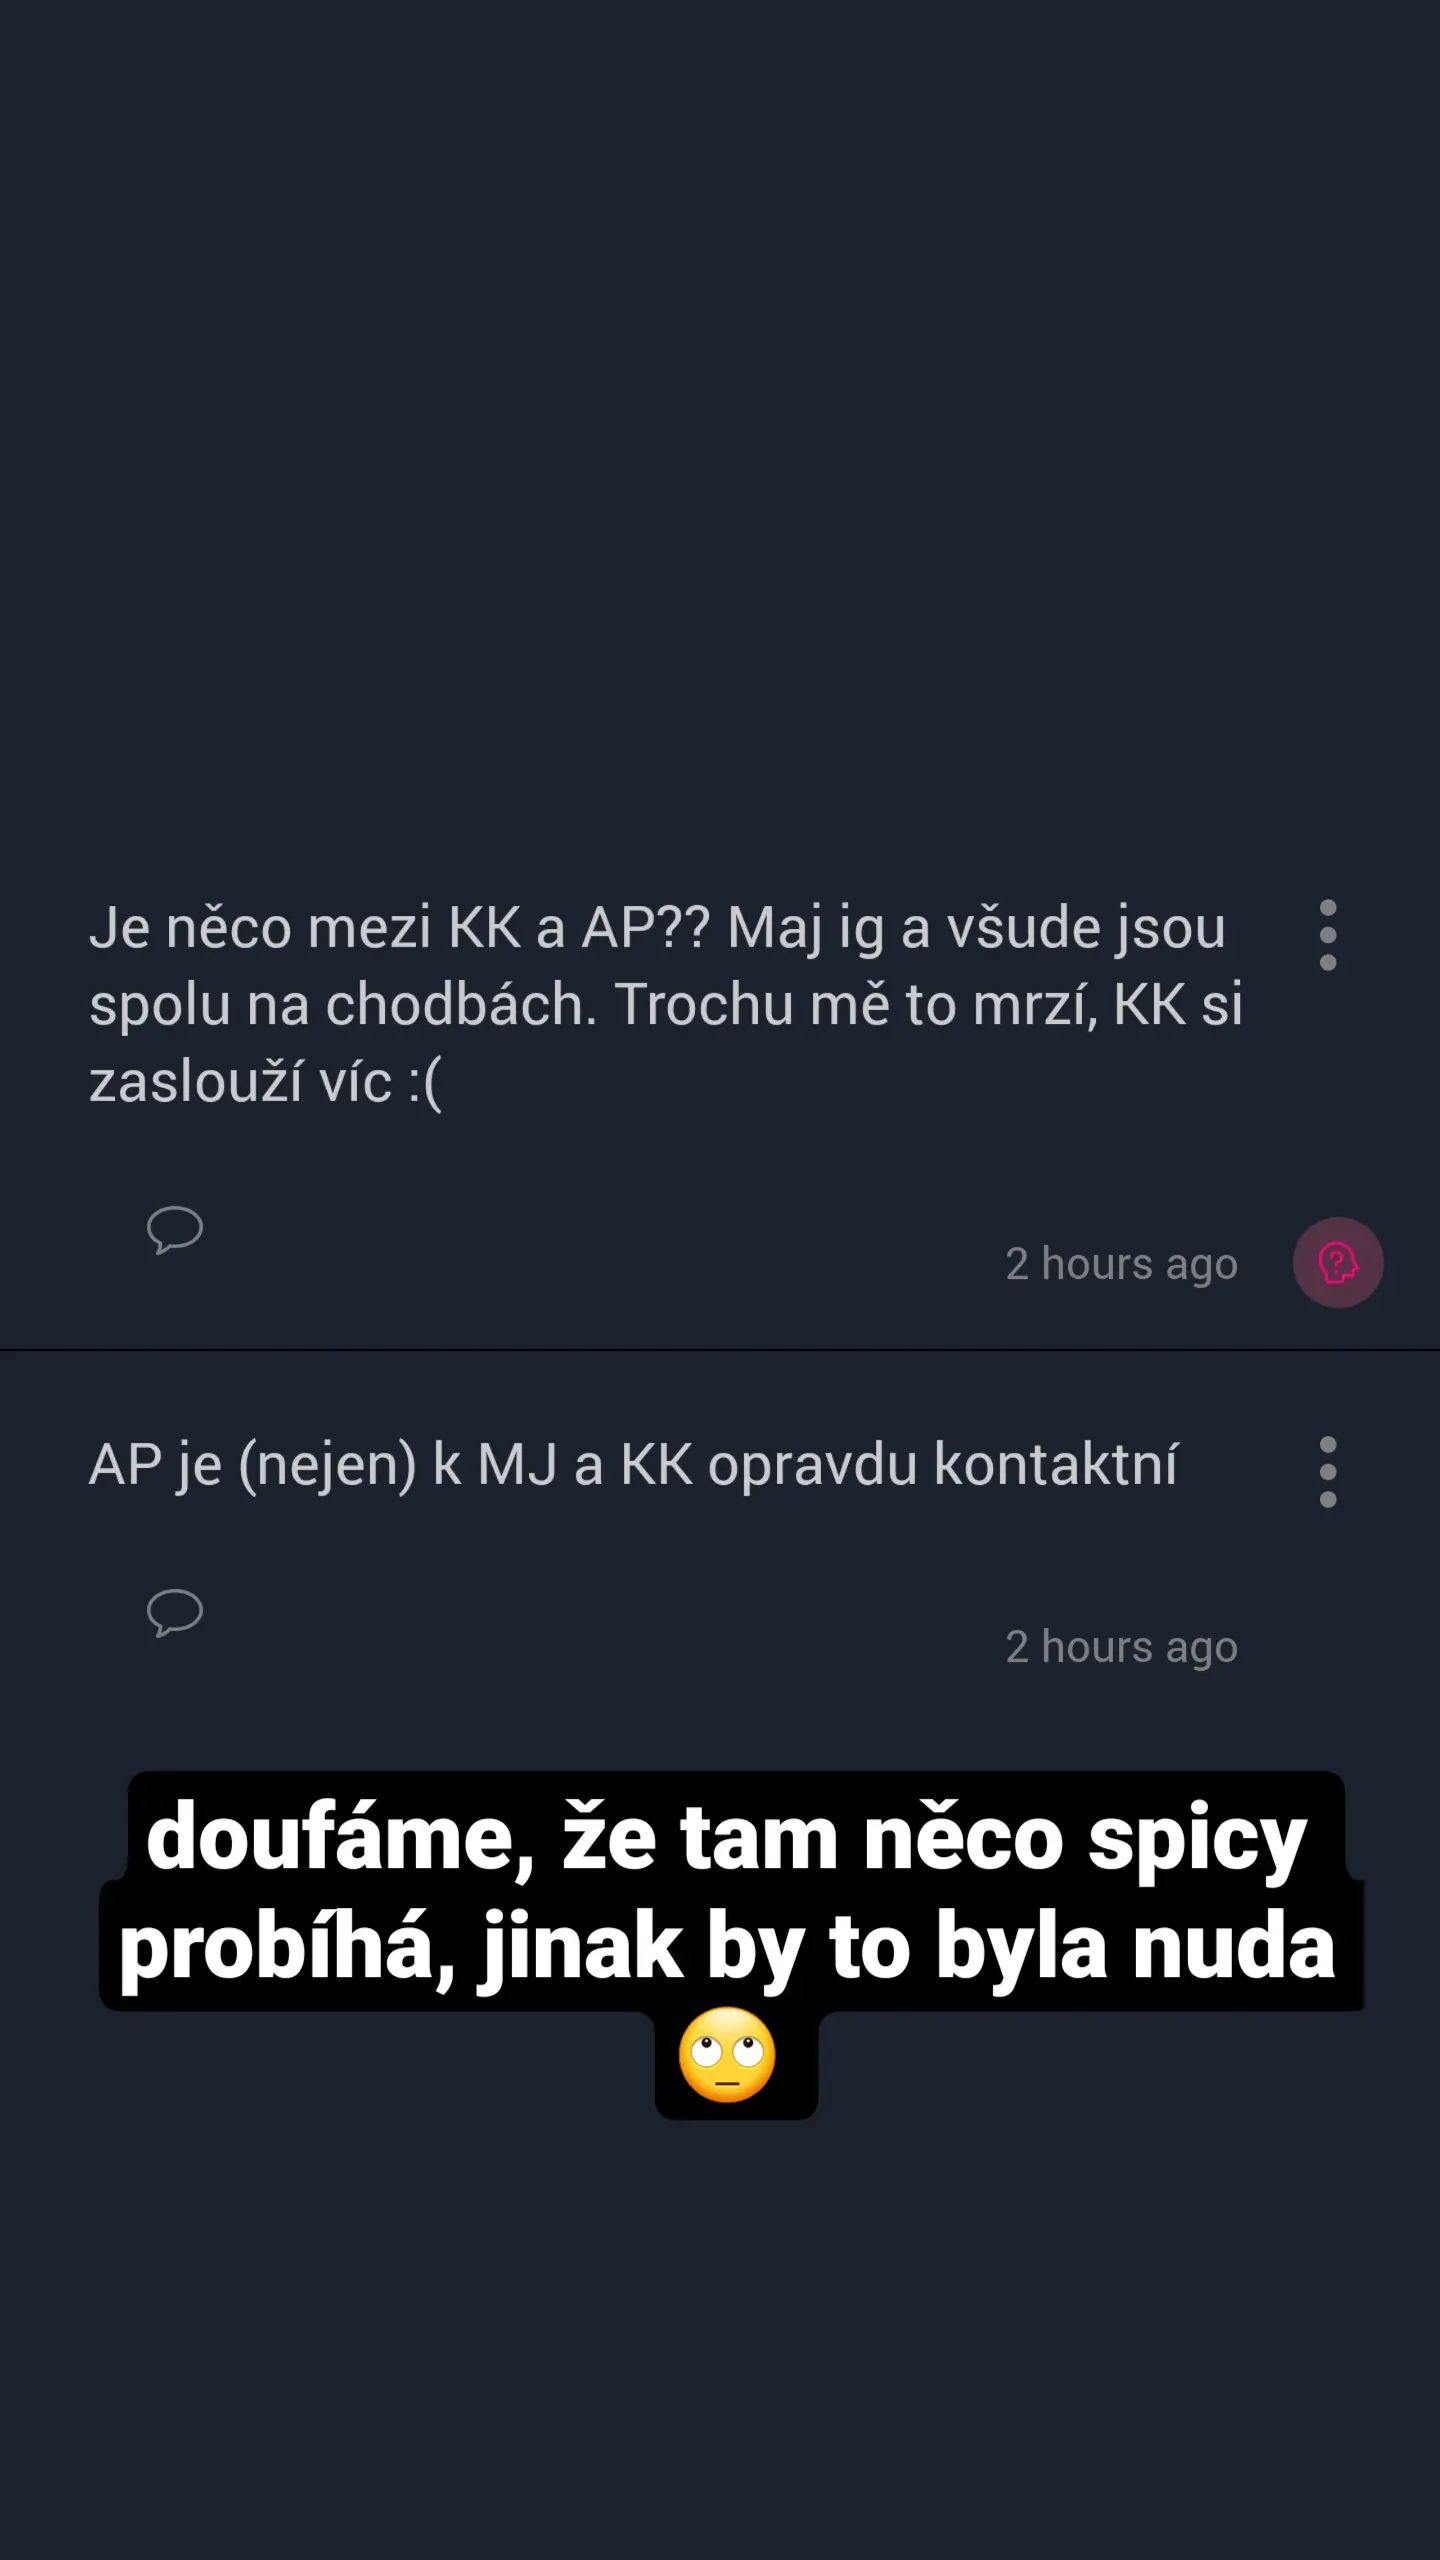 Je něco mezi KK a AP?? Maj ig a všude jsou
spolu na chodbách. Trochu mě to mrzí, KK si
zaslouží víc :(
2 hours ago
AP je (nejen) k MJ a KK opravdu kontaktní
2 hours ago
doufáme, že tam něco spicy
probíhá, jinak by to byla nuda
🙄